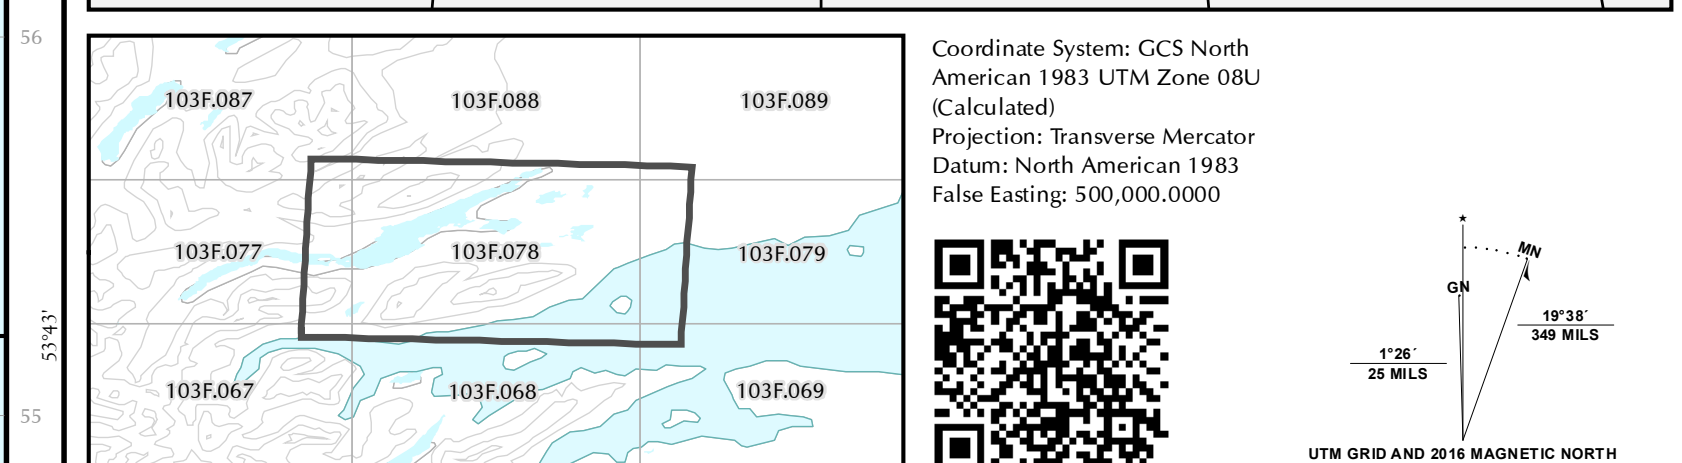 56
103F.087
103F.088
103F.089
103F.077
103F.078
103F.079
53°43'
103F.067
103F.068
103F.069
55
Coordinate System: GCS North
American 1983 UTM Zone 08U
(Calculated)
Projection: Transverse Mercator
Datum: North American 1983
False Easting: 500,000.0000
MN
GN
19°38´
349 MILS
1°26´
25 MILS
UTM GRID AND 2016 MAGNETIC NORTH